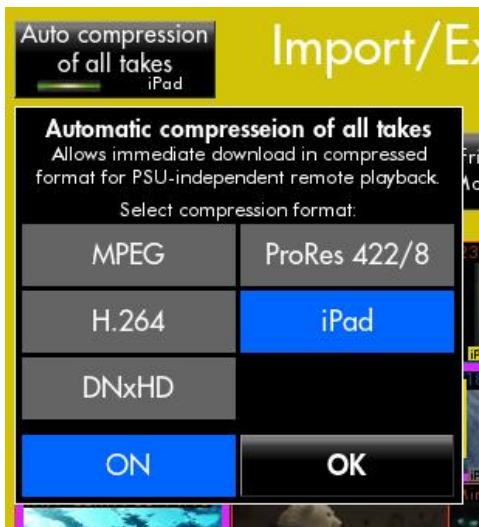 Auto compression
of all takes
iPad
Import/Ex
Automatic compresseion of all takes
Allows immediate download in compressed
format for PSU-independent remote playback.
Select compression format:
MPEG
ProRes 422/8
H.264
iPad
DNxHD
ON
OK